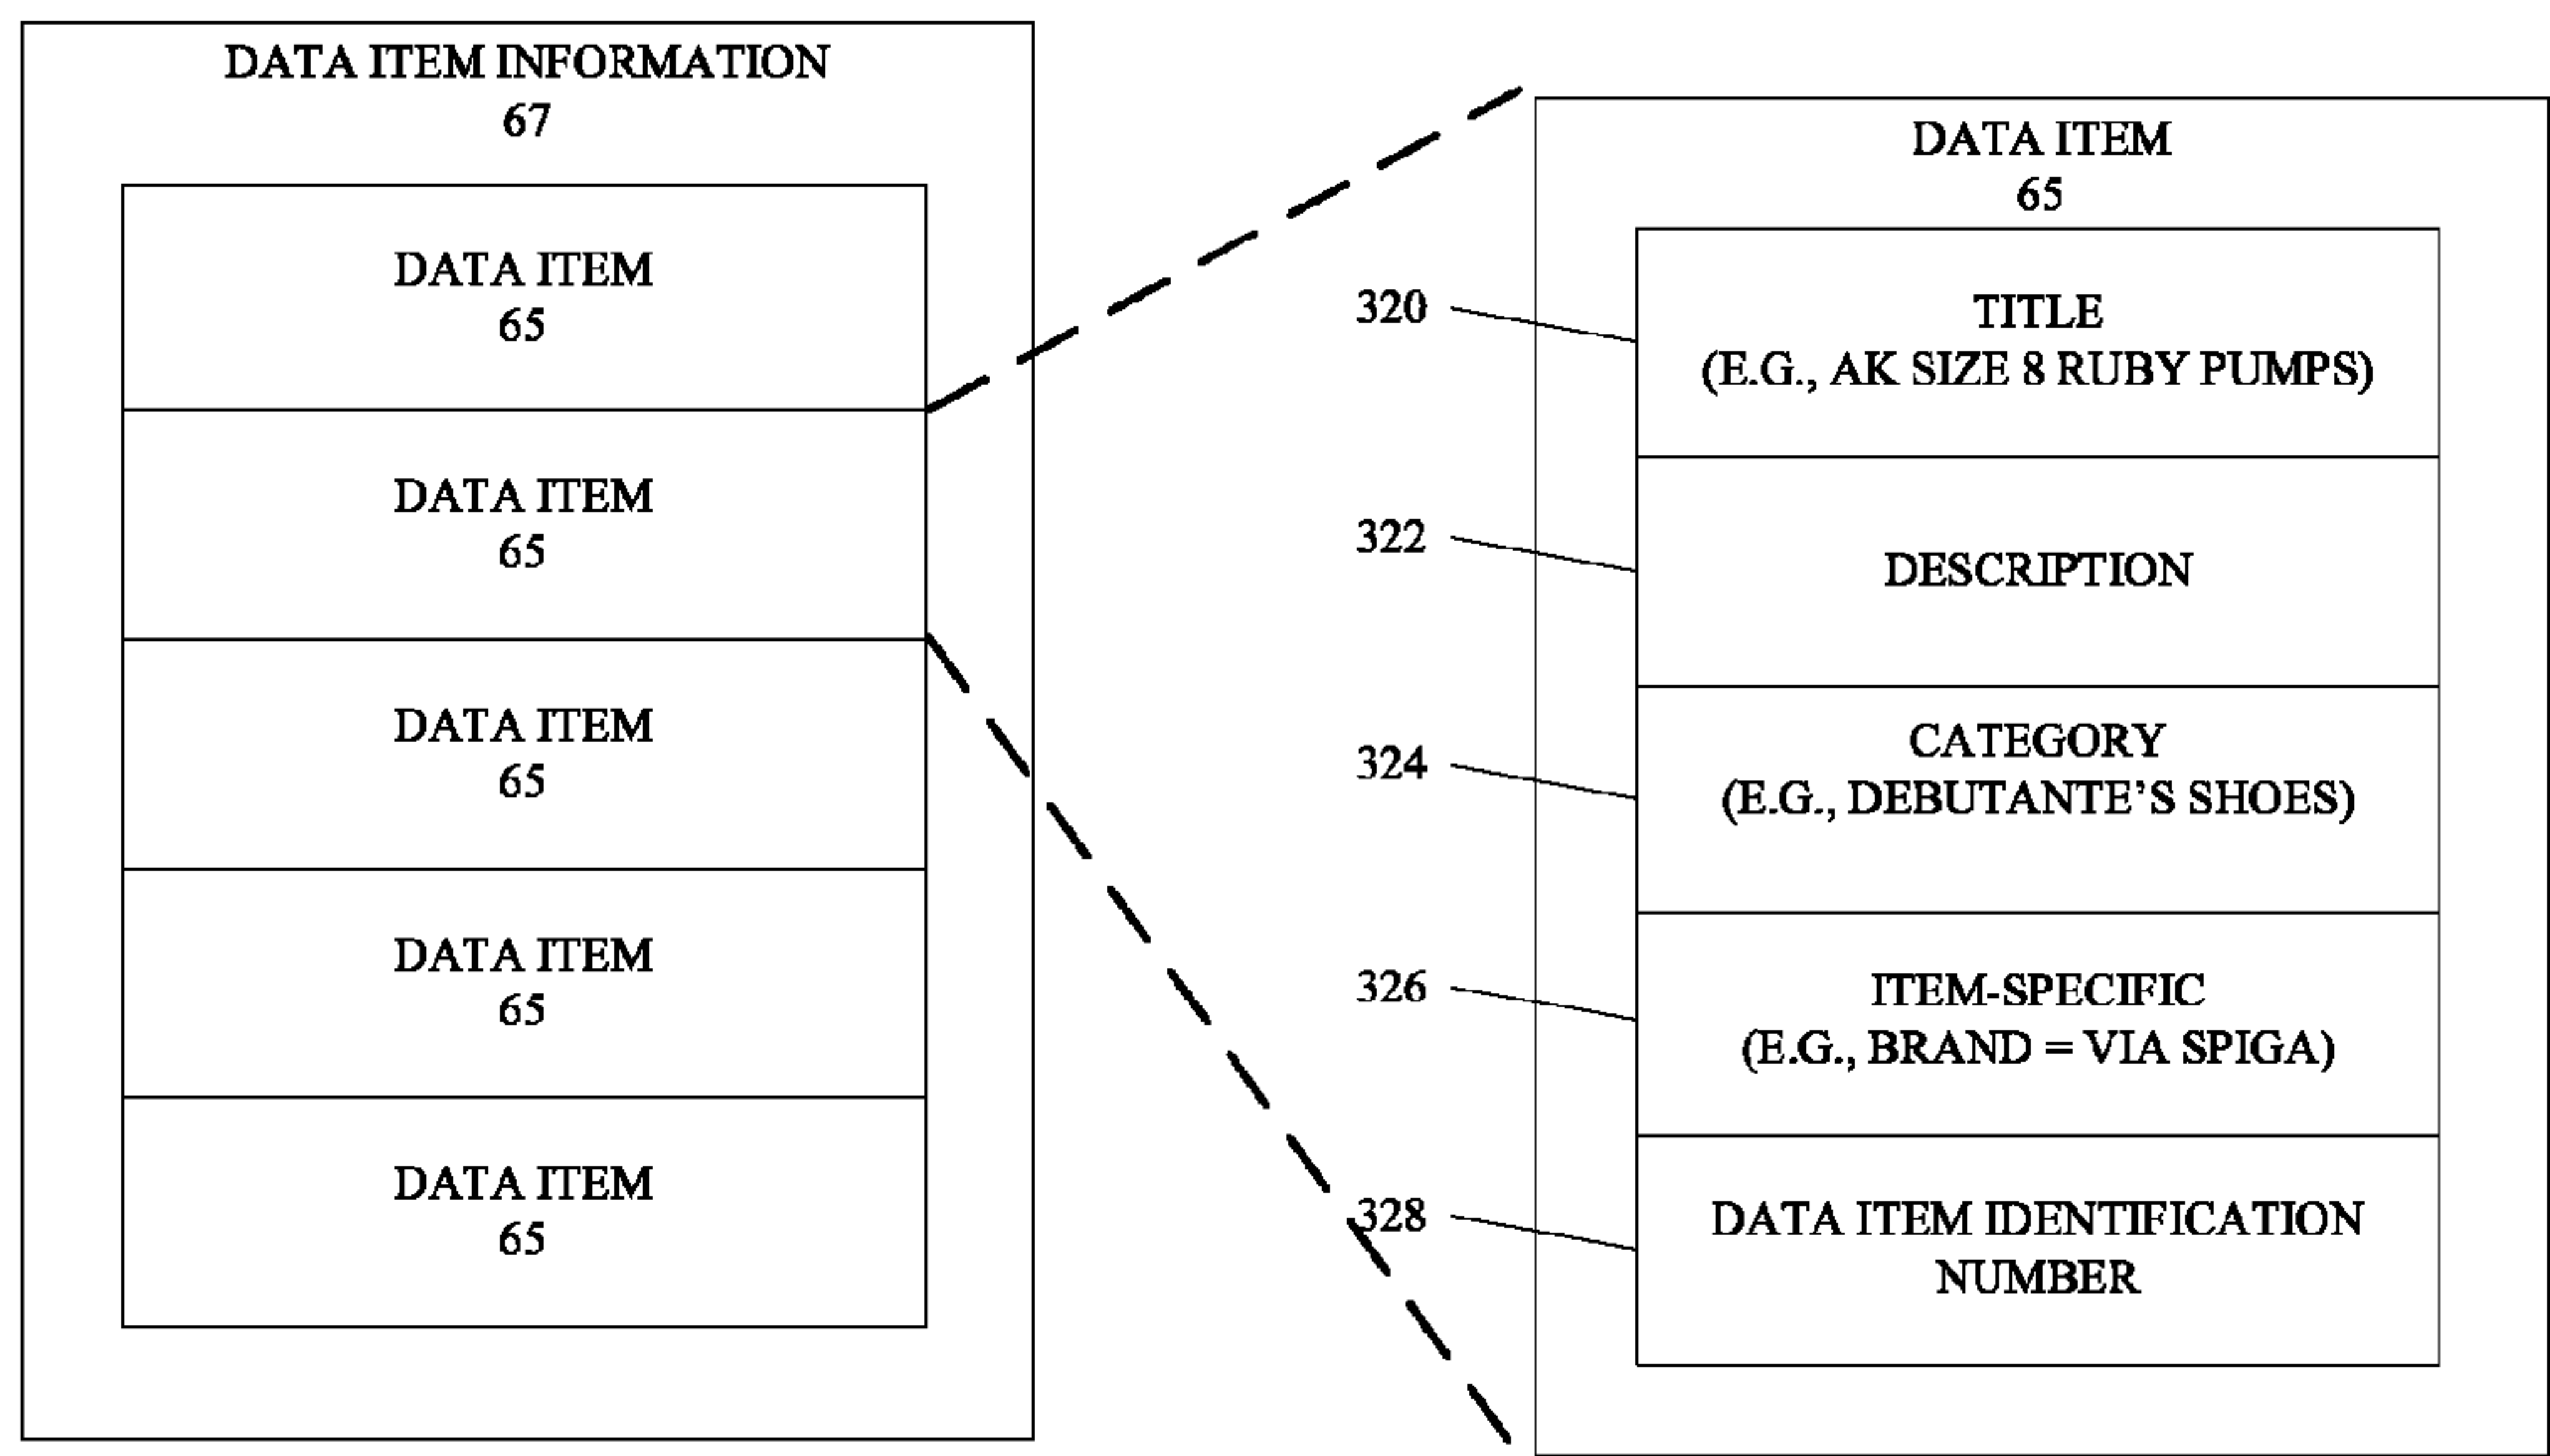 DATA ITEM INFORMATION
67
DATA ITEM
65
DATA ITEM
65
DATA ITEM
65
DATA ITEM
65
DATA ITEM
65
DATA ITEM
65
320
TITLE
(E.G., AK SIZE 8 RUBY PUMPS)
322
DESCRIPTION
324
CATEGORY
(E.G., DEBUTANTE’S SHOES)
326
ITEM-SPECIFIC
(E.G., BRAND = VIA SPIGA)
328
DATA ITEM IDENTIFICATION
NUMBER